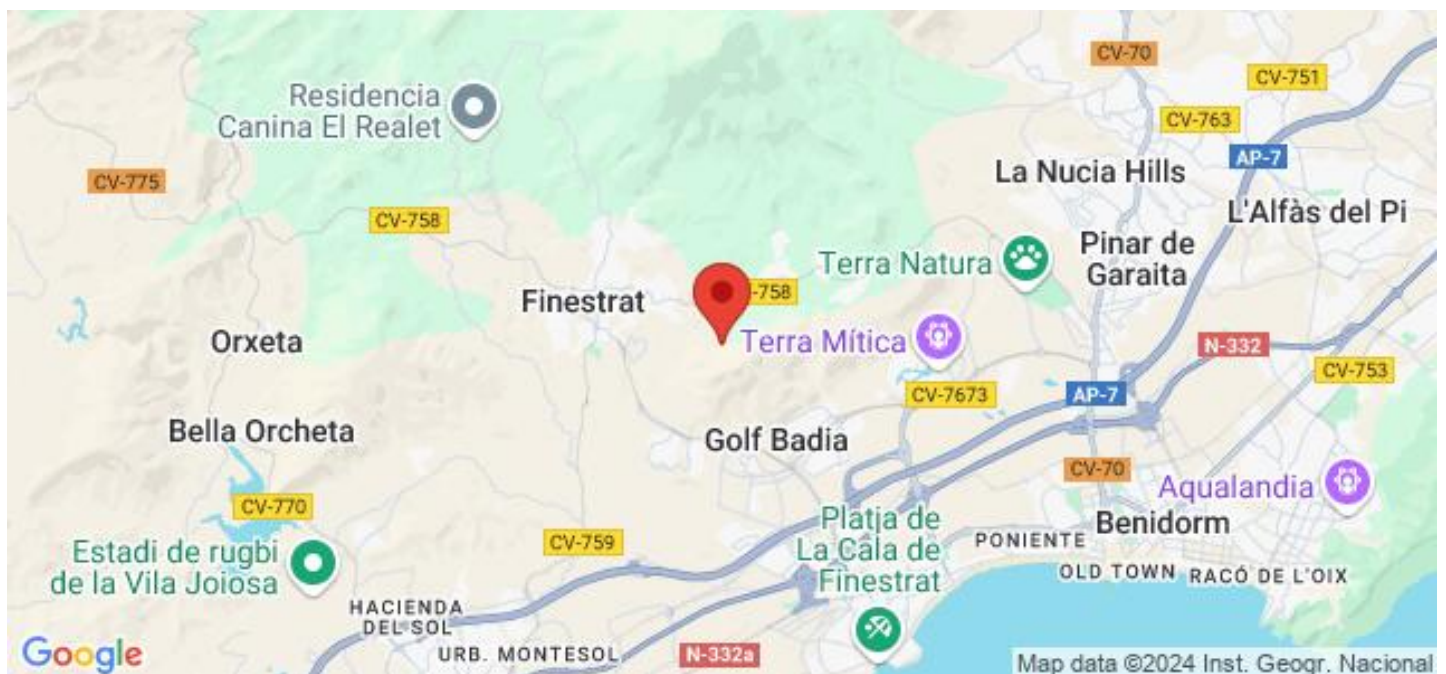 CV-70
CV-751
Residencia
Canina El Realet
CV-763
AP-7
La Nucia Hills
CV-775
L'Alfàs del Pi
CV-758
Pinar de
Garaita
Terra Natura
-758
Finestrat
Orxeta
Terra Mítica
N-332
CV-753
CV-7673
AP-7
Bella Orcheta
Golf Badia
CV-70
Aqualandia
CV-770
Platja de
La Cala de
Finestrat
Benidorm
PONIENTE
CV-759
Estadi de rugbi
de la Vila Joiosa
OLD TOWN
RACÓ DE L'OIX
HACIENDA
DEL SOL
URB. MONTESOL
N-332a
Google
Map data ©2024 Inst. Geogr. Nacional